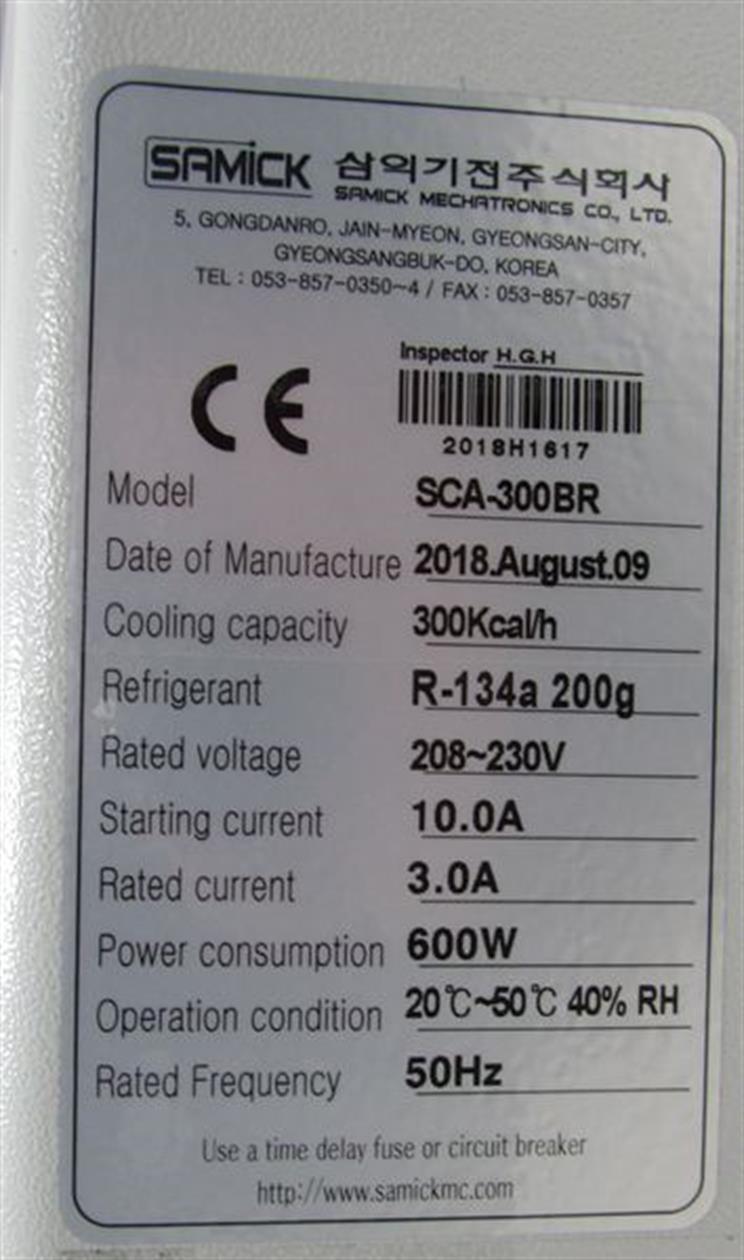 SAMICK 삼익기전주식회사
SAMICK MECHATRONICS CO., LTD.
5, GONGDANRO, JAIN-MYEON, GYEONGSAN-CITY,
GYEONGSANGBUK-DO, KOREA
TEL : 053-857-0350~4 / FAX : 053-857-0357
Inspector H.G.H
CE
2018H1617
Model SCA-300BR
Date of Manufacture 2018.August.09
Cooling capacity 300Kcal/h
Refrigerant R-134a 200g
Rated voltage 208~230V
Starting current 10.0A
Rated current 3.0A
Power consumption 600W
Operation condition 20℃~50℃ 40% RH
Rated Frequency 50Hz
Use a time delay fuse or circuit breaker
http://www.samickmc.com